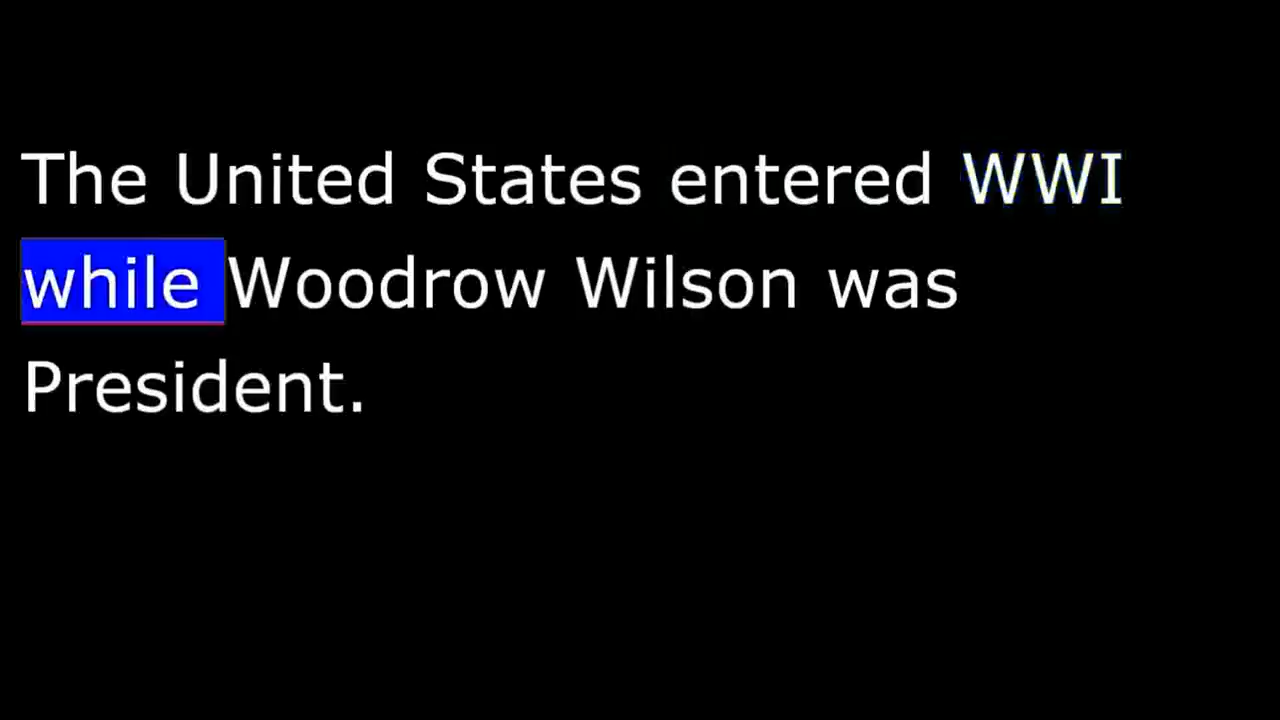 The United States entered WWI
while Woodrow Wilson was
President.